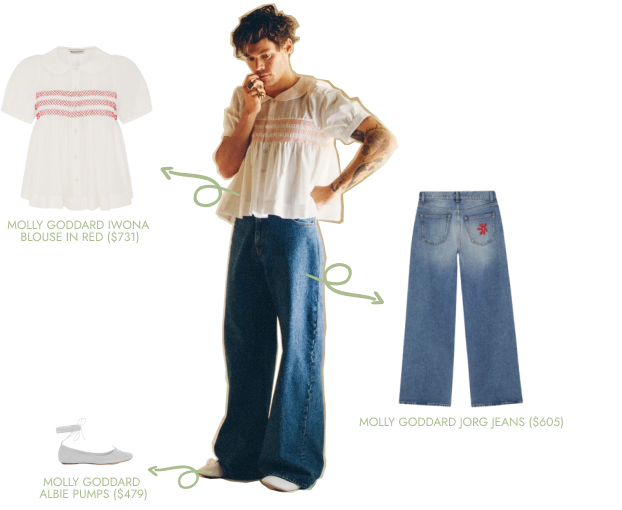 MOLLY GODDARD IWONA
BLOUSE IN RED ($731)
MOLLY GODDARD JORG JEANS ($605)
MOLLY GODDARD
ALBIE PUMPS ($479)